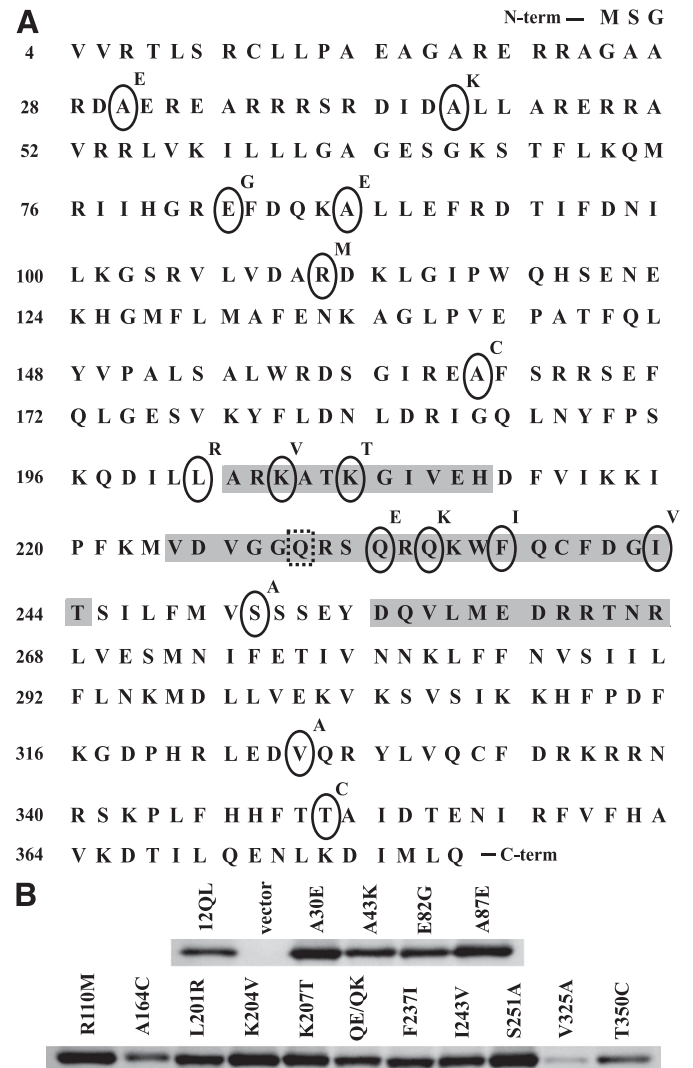 A
N-term — M S G
4 V V R T L S R C L L P A E A G A R E R R A G A A
E K
28 R D A E R E A R R R S R D I D A L L A R E R R A
52 V R R L V K I L L L G A G E S G K S T F L K Q M
G E
76 R I I H G R E F D Q K A L L E F R D T I F D N I
M
100 L K G S R V L V D A R D K L G I P W Q H S E N E
124 K H G M F L M A F E N K A G L P V E P A T F Q L
C
148 Y V P A L S A L W R D S G I R E A F S R R S E F
172 Q L G E S V K Y F L D N L D R I G Q L N Y F P S
R V T
196 K Q D I L L A R K A T K G I V E H D F V I K K I
E K I V
220 P F K M V D V G G Q R S Q R Q K W F Q C F D G I
A
244 T S I L F M V S S S E Y D Q V L M E D R R T N R
268 L V E S M N I F E T I V N N K L F F N V S I I L
292 F L N K M D L L V E K V K S V S I K K H F P D F
A
316 K G D P H R L E D V Q R Y L V Q C F D R K R R N
C
340 R S K P L F H H F T T A I D T E N I R F V F H A
364 V K D T I L Q E N L K D I M L Q — C-term
B
12QL vector A30E A43K E82G A87E
R110M A164C L201R K204V K207T QE/QK F237I I243V S251A V325A T350C